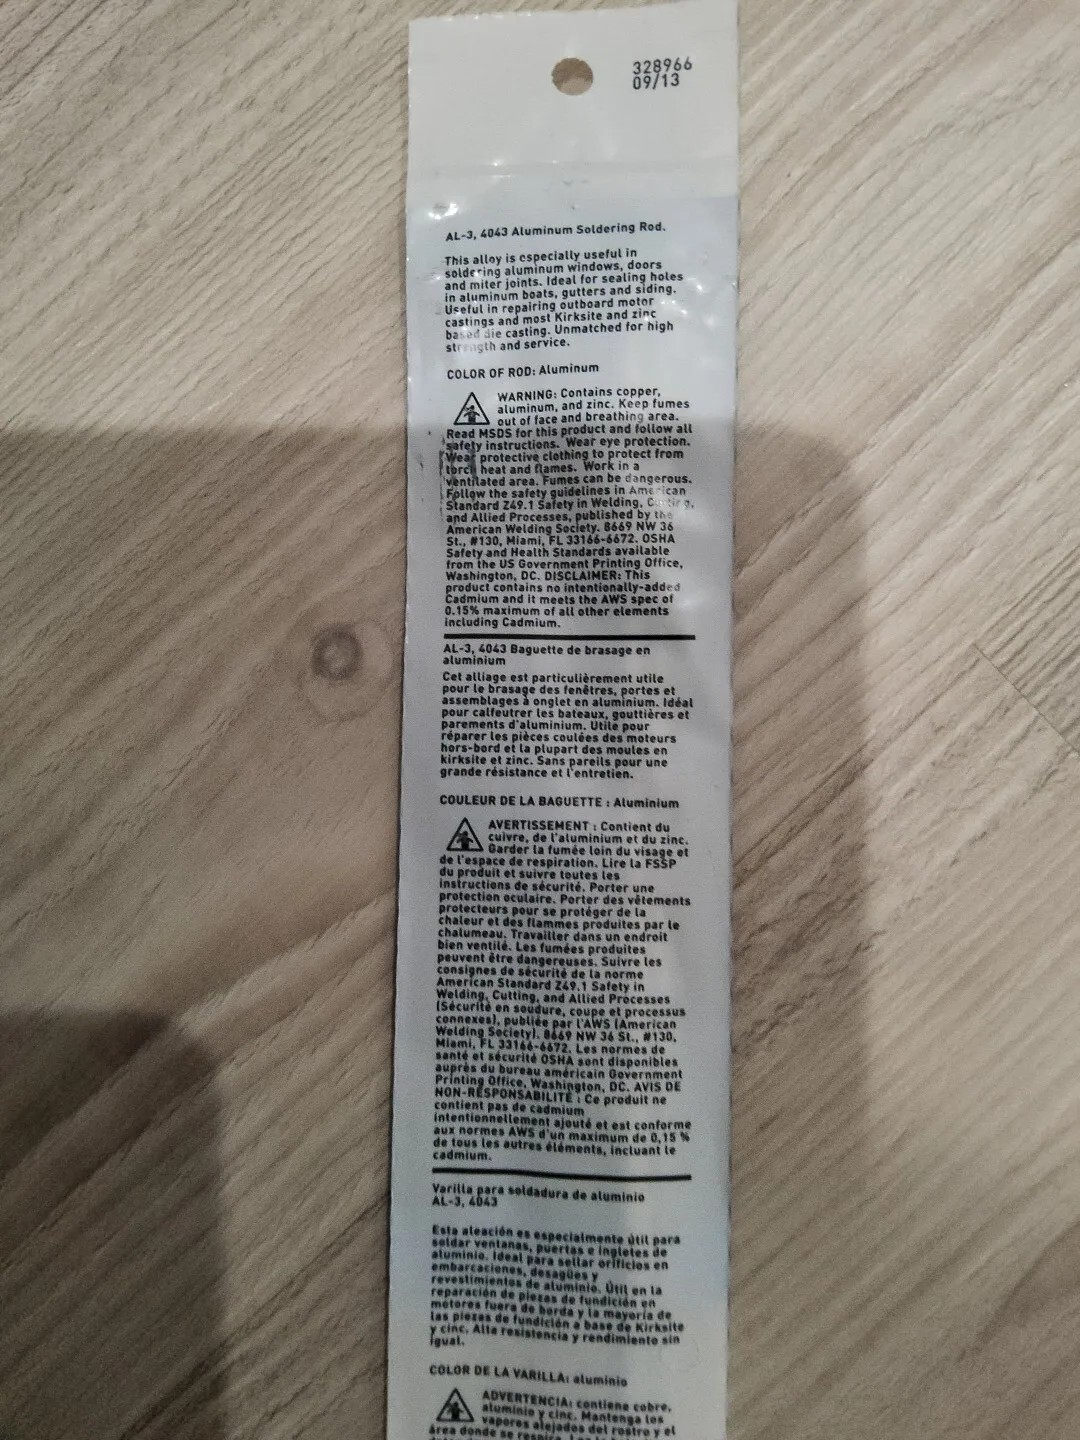 328966
09/13
AL-3, 4043 Aluminum Soldering Rod.
This alloy is especially useful in
soldering aluminum windows, doors
and miter joints. Ideal for sealing holes
in aluminum boats, gutters and siding.
Useful in repairing outboard motor
castings and most Kirksite and zinc
based die casting. Unmatched for high
strength and service.
COLOR OF ROD: Aluminum
WARNING: Contains copper,
aluminum, and zinc. Keep fumes
out of face and breathing area.
Read MSDS for this product and follow all
safety instructions. Wear eye protection.
Wear protective clothing to protect from
torch heat and flames. Work in a
ventilated area. Fumes can be dangerous.
Follow the safety guidelines in American
Standard Z49.1 Safety in Welding, Cutting,
and Allied Processes, published by the
American Welding Society. 8669 NW 36
St., #130, Miami, FL 33166-6672. OSHA
Safety and Health Standards available
from the US Government Printing Office,
Washington, DC. DISCLAIMER: This
product contains no intentionally-added
Cadmium and it meets the AWS spec of
0.15% maximum of all other elements
including Cadmium.
AL-3, 4043 Baguette de brasage en
aluminium
Cet alliage est particulièrement utile
pour le brasage des fenêtres, portes et
assemblages à onglet en aluminium. Idéal
pour calfeutrer les bateaux, gouttières et
parements d'aluminium. Utile pour
réparer les pièces coulées des moteurs
hors-bord et la plupart des moules en
kirksite et zinc. Sans pareils pour une
grande résistance et l'entretien.
COULEUR DE LA BAGUETTE : Aluminium
AVERTISSEMENT : Contient du
cuivre, de l'aluminium et du zinc.
Garder la fumée loin du visage et
de l'espace de respiration. Lire la FSSP
du produit et suivre toutes les
instructions de sécurité. Porter une
protection oculaire. Porter des vêtements
protecteurs pour se protéger de la
chaleur et des flammes produites par le
chalumeau. Travailler dans un endroit
bien ventilé. Les fumées produites
peuvent être dangereuses. Suivre les
consignes de sécurité de la norme
American Standard Z49.1 Safety in
Welding, Cutting, and Allied Processes
(Sécurité en soudure, coupe et processus
connexes), publiée par l'AWS (American
Welding Society). 8669 NW 36 St., #130,
Miami, FL 33166-6672. Les normes de
santé et sécurité OSHA sont disponibles
auprès du bureau américain Government
Printing Office, Washington, DC. AVIS DE
NON-RESPONSABILITÉ : Ce produit ne
contient pas de cadmium
intentionnellement ajouté et est conforme
aux normes AWS d'un maximum de 0,15 %
de tous les autres éléments, incluant le
cadmium.
Varilla para soldadura de aluminio
AL-3, 4043
Esta aleación es especialmente útil para
soldar ventanas, puertas e ingletes de
aluminio. Ideal para sellar orificios en
embarcaciones, desagües y
revestimientos de aluminio. Útil en la
reparación de piezas de fundición en
motores fuera de borda y la mayoría de
las piezas de fundición a base de Kirksite
y cinc. Alta resistencia y rendimiento sin
igual.
COLOR DE LA VARILLA: aluminio
ADVERTENCIA: contiene cobre,
aluminio y cinc. Mantenga los
vapores alejados del rostro y el
área donde se respira.